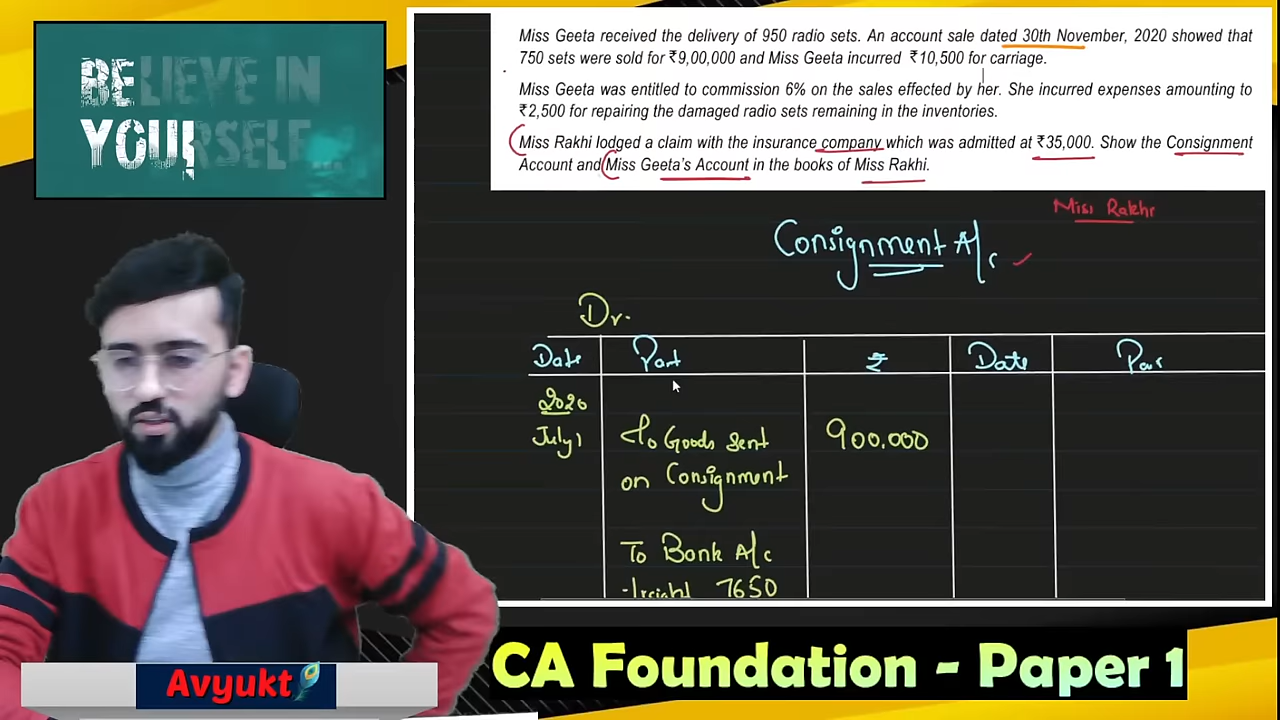 BELIEVE IN
YOURSELF...
Miss Geeta received the delivery of 950 radio sets. An account sale dated 30th November, 2020 showed that
750 sets were sold for ₹9,00,000 and Miss Geeta incurred ₹10,500 for carriage.
Miss Geeta was entitled to commission 6% on the sales effected by her. She incurred expenses amounting to
₹2,500 for repairing the damaged radio sets remaining in the inventories.
Miss Rakhi lodged a claim with the insurance company which was admitted at ₹35,000. Show the Consignment
Account and Miss Geeta's Account in the books of Miss Rakhi.
Miss Rakhi
Consignment A/c
Dr.
Date Part ₹ Date Par
2020
July 1 To Goods sent 900.000
on Consignment
To Bank A/c
-freight 7650
CA Foundation - Paper 1
Avyukt